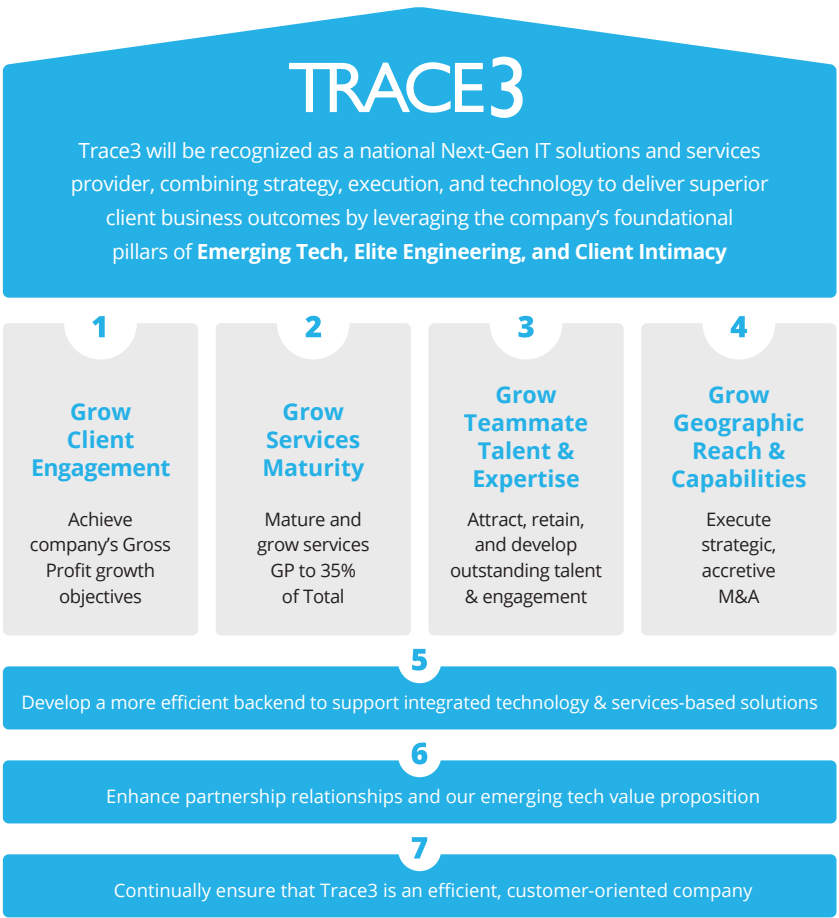 TRACE3
Trace3 will be recognized as a national Next-Gen IT solutions and services
provider, combining strategy, execution, and technology to deliver superior
client business outcomes by leveraging the company’s foundational
pillars of Emerging Tech, Elite Engineering, and Client Intimacy
1
Grow
Client
Engagement
Achieve
company’s Gross
Profit growth
objectives
2
Grow
Services
Maturity
Mature and
grow services
GP to 35%
of Total
3
Grow
Teammate
Talent &
Expertise
Attract, retain,
and develop
outstanding talent
& engagement
4
Grow
Geographic
Reach &
Capabilities
Execute
strategic,
accretive
M&A
5
Develop a more efficient backend to support integrated technology & services-based solutions
6
Enhance partnership relationships and our emerging tech value proposition
7
Continually ensure that Trace3 is an efficient, customer-oriented company